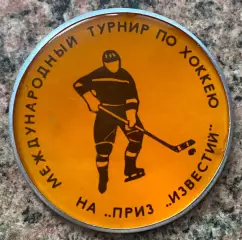 МЕЖДУНАРОДНЫЙ ТУРНИР ПО ХОККЕЮ
НА „ПРИЗ „ИЗВЕСТИЙ"